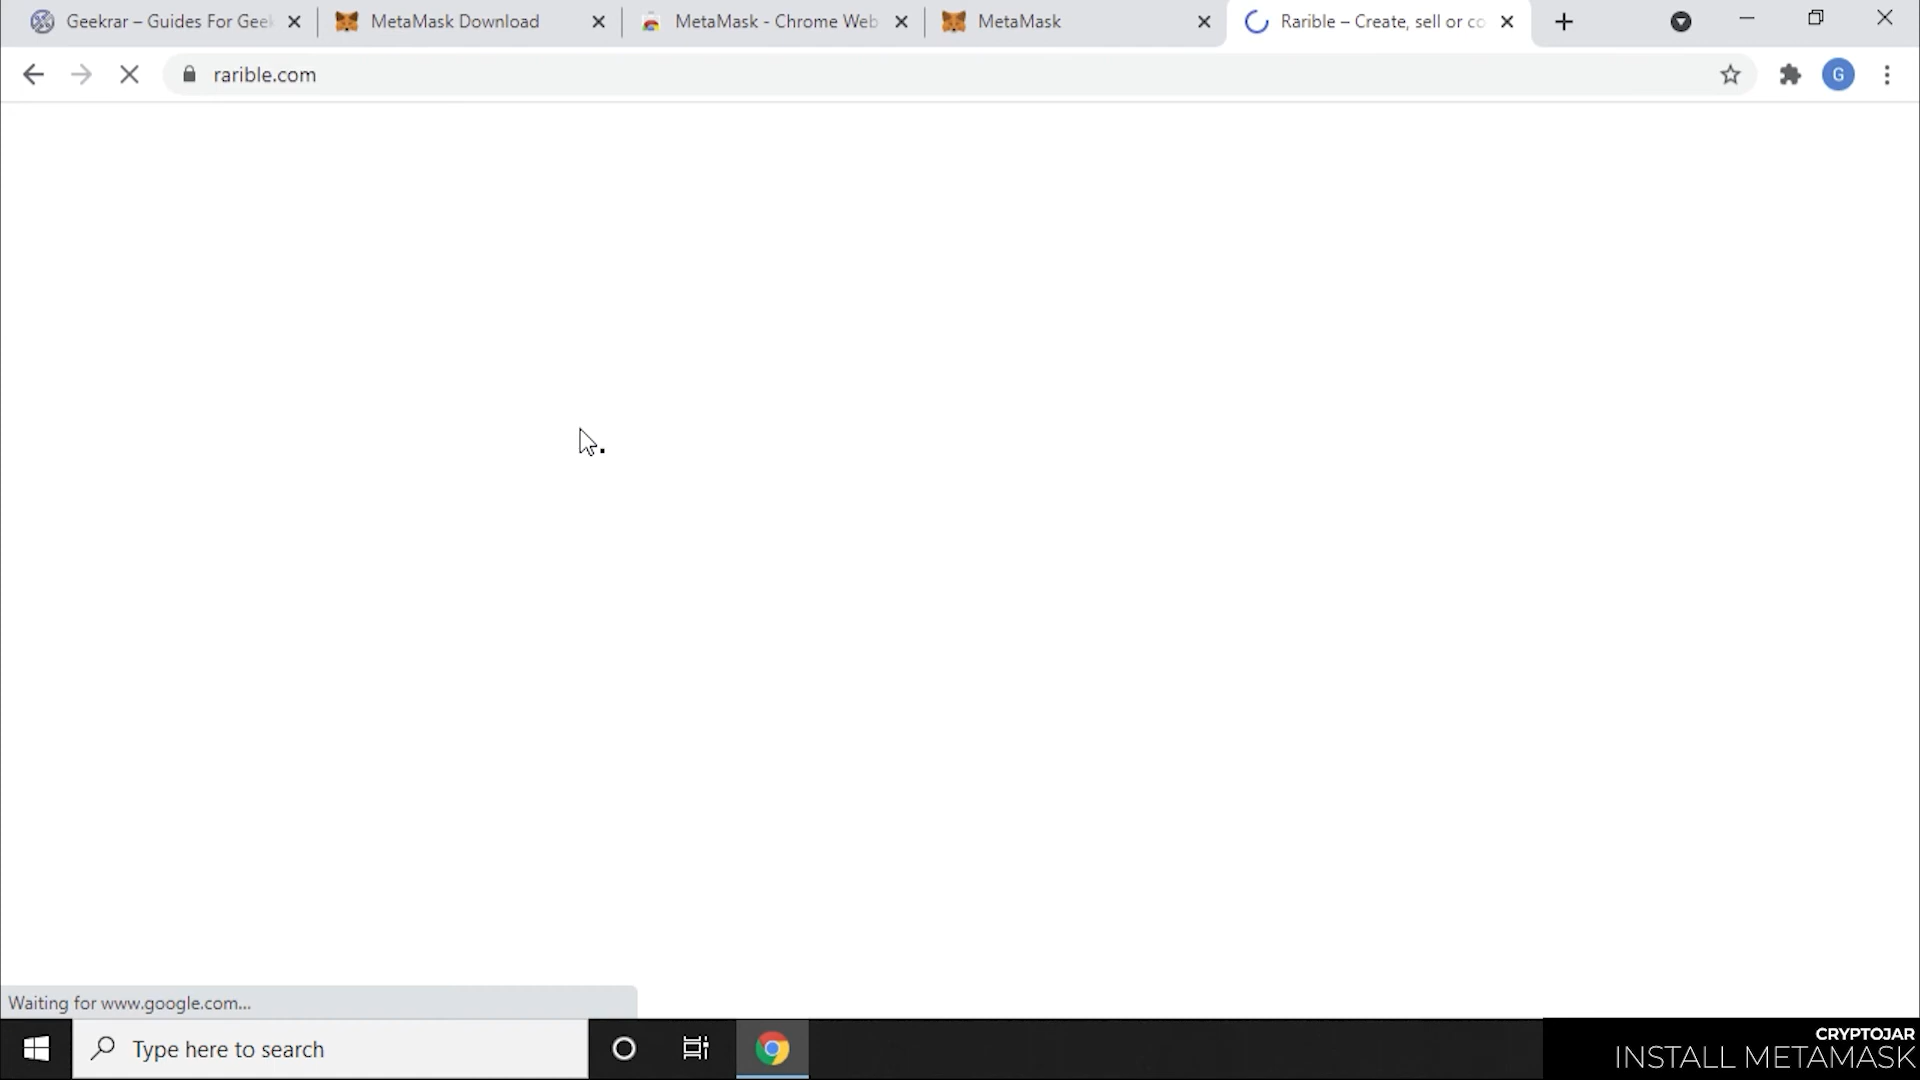 Geekrar – Guides For Geek
MetaMask Download
MetaMask - Chrome Web
MetaMask
Rarible – Create, sell or co
rarible.com
G
Waiting for www.google.com...
Type here to search
CRYPTOJAR
INSTALL METAMASK